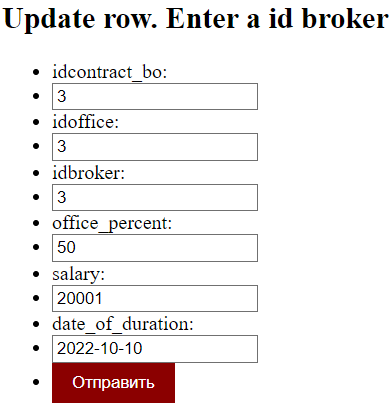 Update row. Enter a id broker
idcontract_bo:
3
idoffice:
3
idbroker:
3
office_percent:
50
salary:
20001
date_of_duration:
2022-10-10
Отправить